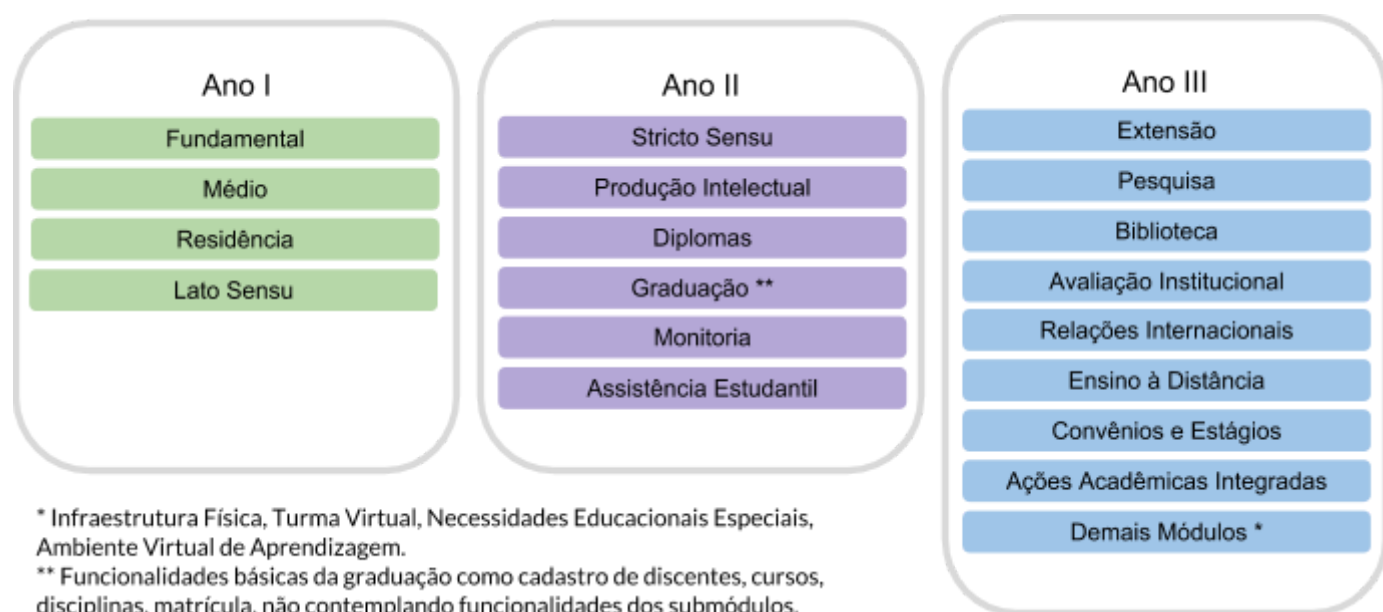 Ano I
Fundamental
Médio
Residência
Lato Sensu
Ano II
Stricto Sensu
Produção Intelectual
Diplomas
Graduação **
Monitoria
Assistência Estudantil
Ano III
Extensão
Pesquisa
Biblioteca
Avaliação Institucional
Relações Internacionais
Ensino à Distância
Convênios e Estágios
Ações Acadêmicas Integradas
Demais Módulos *
* Infraestrutura Física, Turma Virtual, Necessidades Educacionais Especiais,
Ambiente Virtual de Aprendizagem.
** Funcionalidades básicas da graduação como cadastro de discentes, cursos,
disciplinas, matrícula, não contemplando funcionalidades dos submódulos.